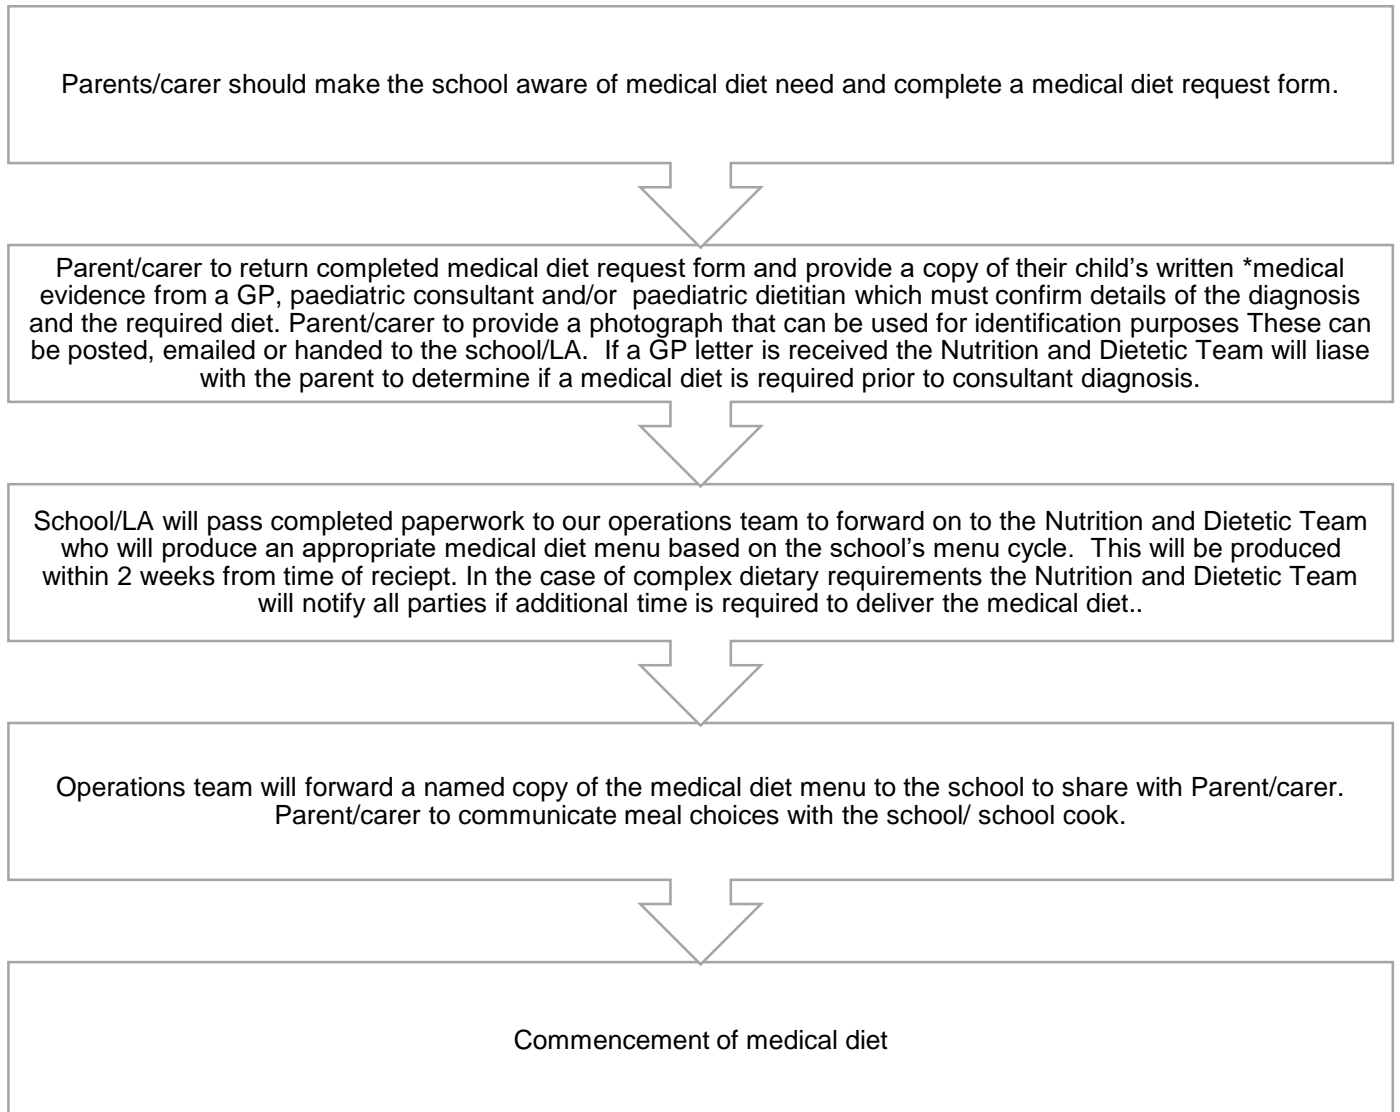 Parents/carer should make the school aware of medical diet need and complete a medical diet request form.
Parent/carer to return completed medical diet request form and provide a copy of their child’s written *medical
evidence from a GP, paediatric consultant and/or  paediatric dietitian which must confirm details of the diagnosis
and the required diet. Parent/carer to provide a photograph that can be used for identification purposes These can
be posted, emailed or handed to the school/LA.  If a GP letter is received the Nutrition and Dietetic Team will liase
with the parent to determine if a medical diet is required prior to consultant diagnosis.
School/LA will pass completed paperwork to our operations team to forward on to the Nutrition and Dietetic Team
who will produce an appropriate medical diet menu based on the school’s menu cycle.  This will be produced
within 2 weeks from time of reciept. In the case of complex dietary requirements the Nutrition and Dietetic Team
will notify all parties if additional time is required to deliver the medical diet..
Operations team will forward a named copy of the medical diet menu to the school to share with Parent/carer.
Parent/carer to communicate meal choices with the school/ school cook.
Commencement of medical diet